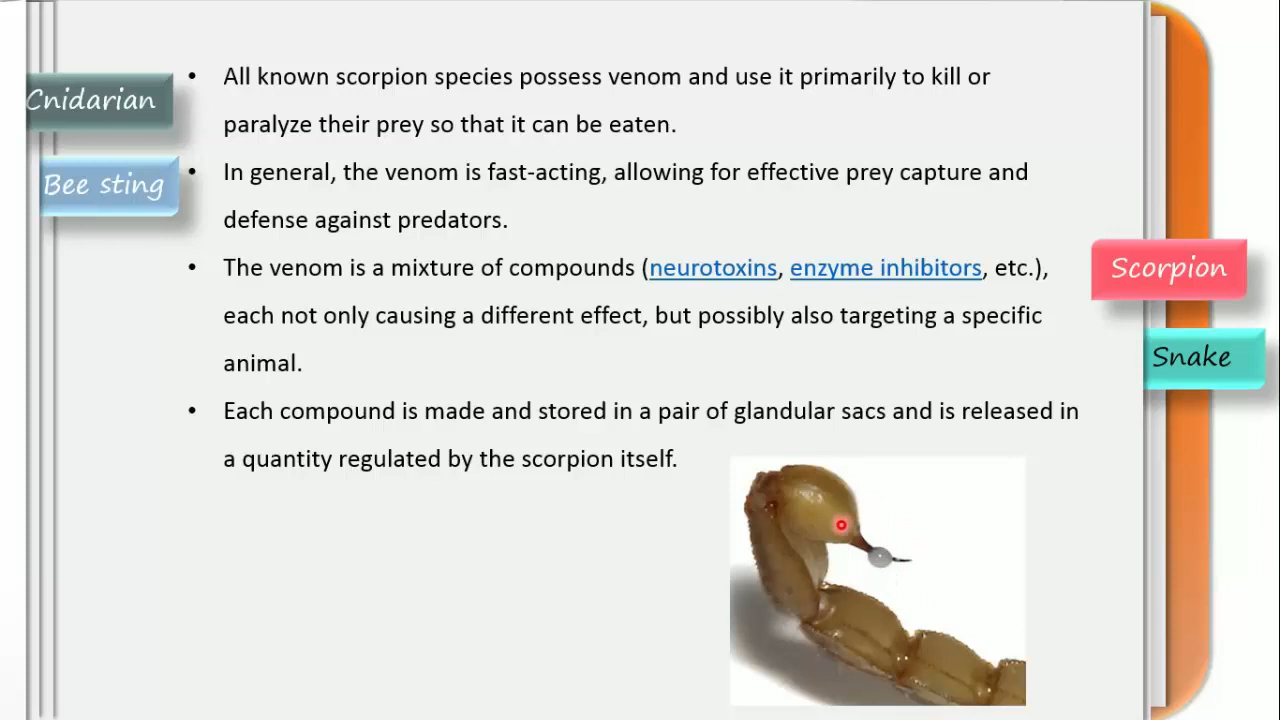 Cnidarian
Bee sting
• All known scorpion species possess venom and use it primarily to kill or
paralyze their prey so that it can be eaten.
• In general, the venom is fast-acting, allowing for effective prey capture and
defense against predators.
• The venom is a mixture of compounds (neurotoxins, enzyme inhibitors, etc.),
each not only causing a different effect, but possibly also targeting a specific
animal.
• Each compound is made and stored in a pair of glandular sacs and is released in
a quantity regulated by the scorpion itself.
Scorpion
Snake